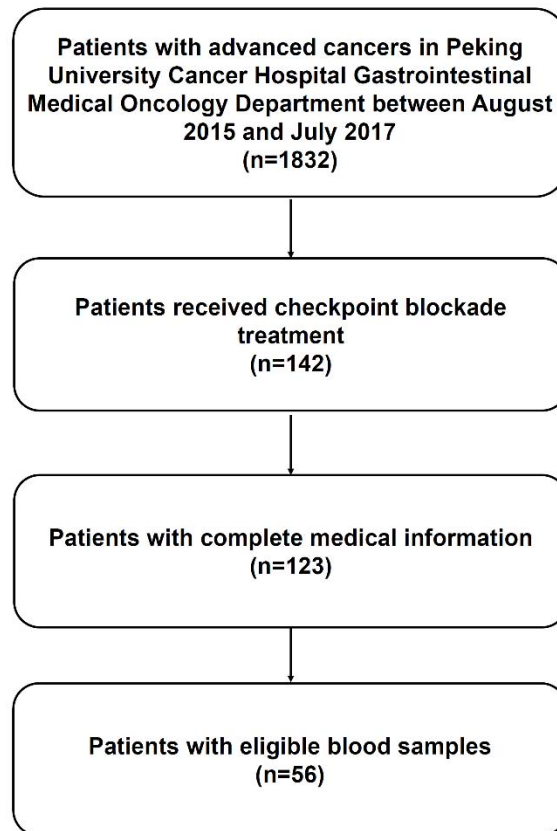 Patients with advanced cancers in Peking
University Cancer Hospital Gastrointestinal
Medical Oncology Department between August
2015 and July 2017
(n=1832)
Patients received checkpoint blockade
treatment
(n=142)
Patients with complete medical information
(n=123)
Patients with eligible blood samples
(n=56)